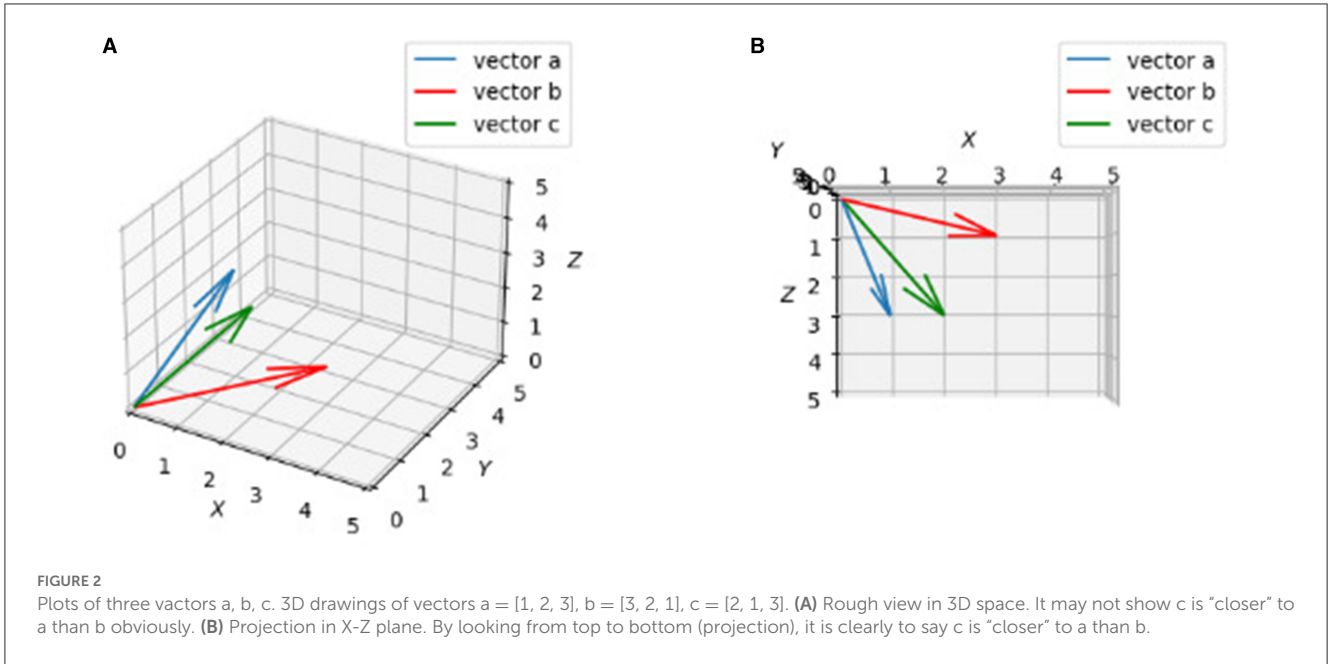 A
vector a
vector b
vector c
5
4
3
2
1
0
Z
5
4
3
2
1
0
Y
0
1
2
3
4
5
X
B
vector a
vector b
vector c
X
Y
0 1 2 3 4 5
0
1
2
3
4
5
Z
FIGURE 2
Plots of three vactors a, b, c. 3D drawings of vectors a = [1, 2, 3], b = [3, 2, 1], c = [2, 1, 3]. (A) Rough view in 3D space. It may not show c is “closer” to
a than b obviously. (B) Projection in X-Z plane. By looking from top to bottom (projection), it is clearly to say c is “closer” to a than b.